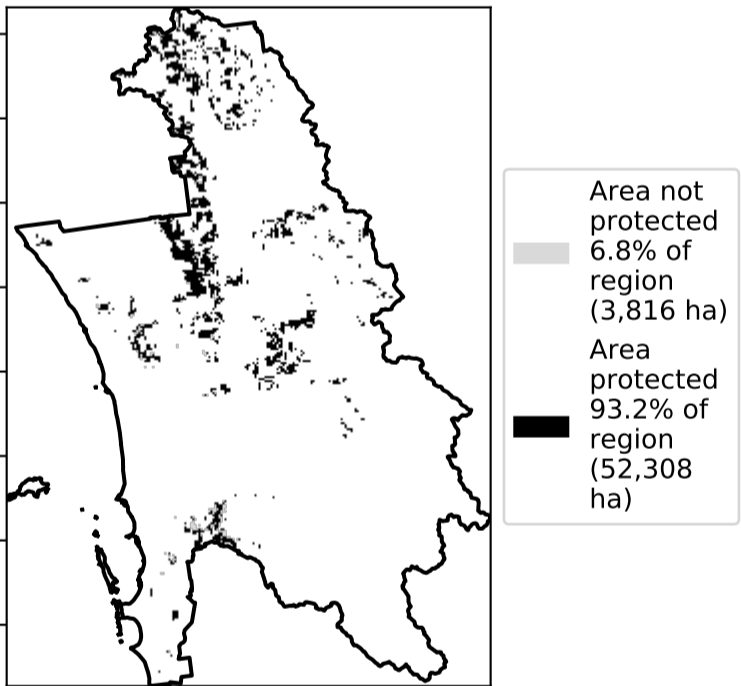 Area not
protected
6.8% of
region
(3,816 ha)
Area
protected
93.2% of
region
(52,308
ha)